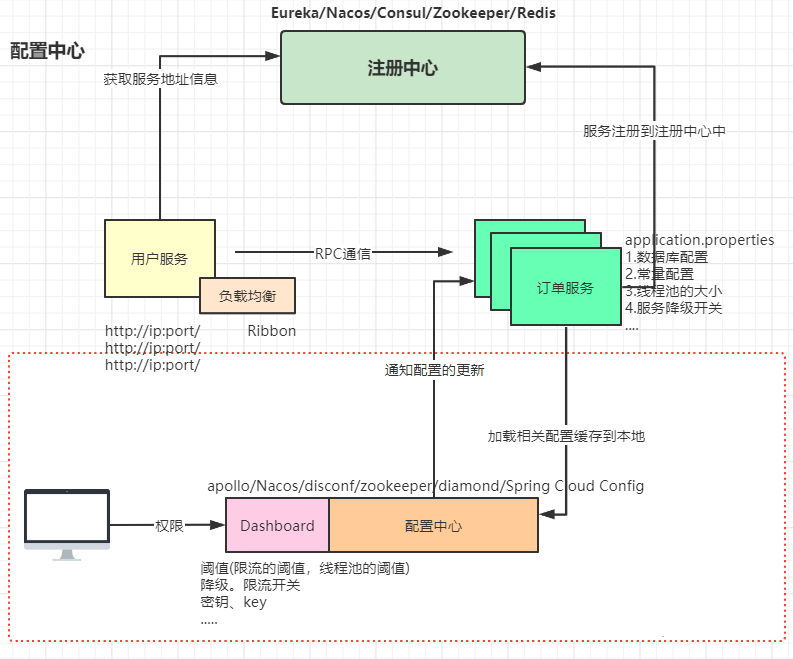 Eureka/Nacos/Consul/Zookeeper/Redis
配置中心
注册中心
获取服务地址信息
服务注册到注册中心中
用户服务
RPC通信
负载均衡
订单服务
application.properties
1.数据库配置
2.常量配置
3.线程池的大小
4.服务降级开关
....
http://ip:port/
http://ip:port/
http://ip:port/
Ribbon
通知配置的更新
加载相关配置缓存到本地
apollo/Nacos/disconf/zookeeper/diamond/Spring Cloud Config
权限
Dashboard
配置中心
阈值(限流的阈值，线程池的阈值)
降级。限流开关
密钥、key
.....